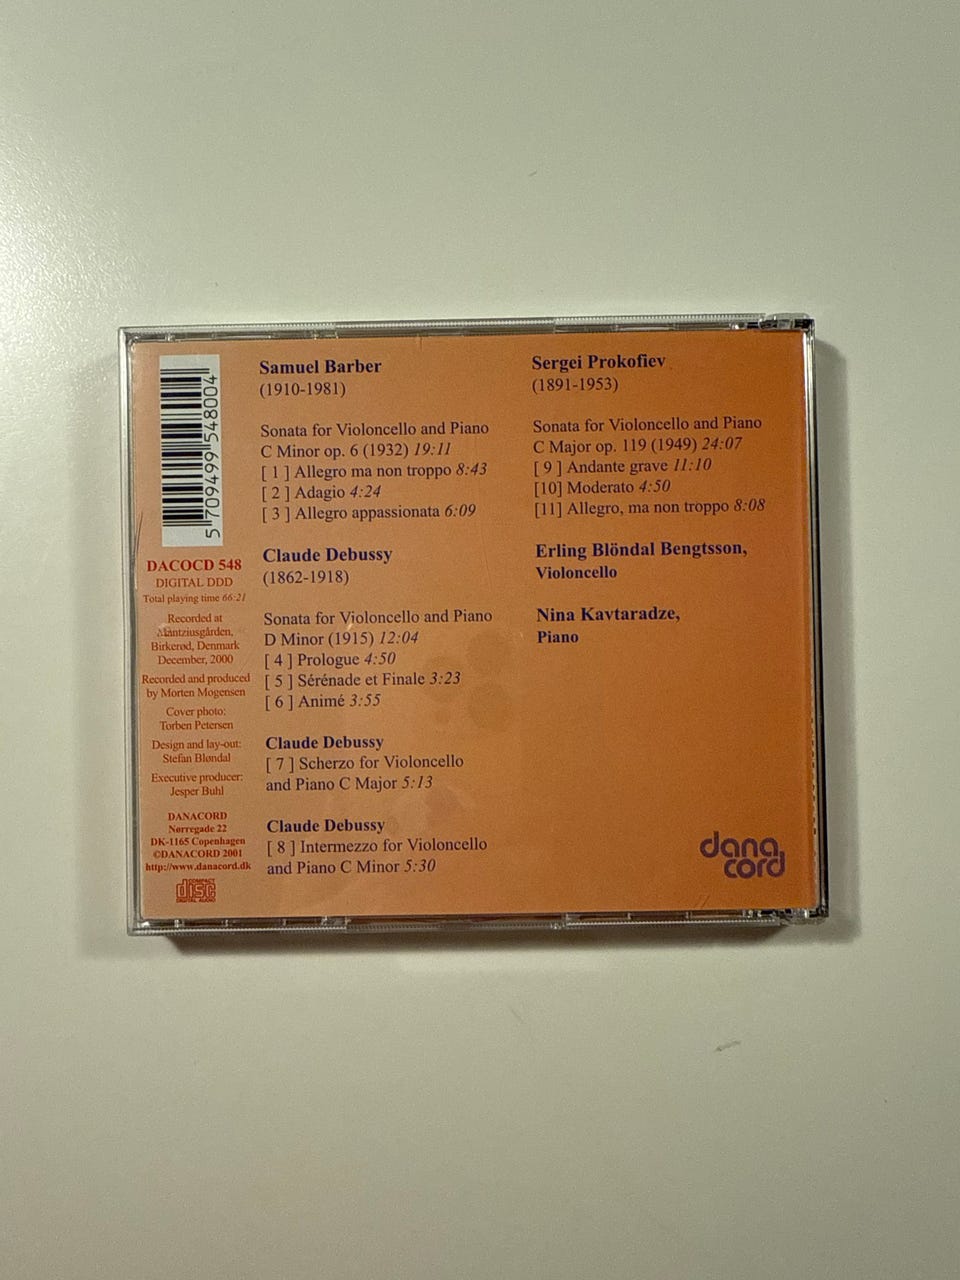 5 709499 548004
DACOCD 548
DIGITAL DDD
Total playing time 66:21
Recorded at
Mantziusgården,
Birkerød, Denmark
December, 2000
Recorded and produced
by Morten Mogensen
Cover photo:
Torben Petersen
Design and lay-out:
Stefan Bløndal
Executive producer:
Jesper Buhl
DANACORD
Nørregade 22
DK-1165 Copenhagen
©DANACORD 2001
http://www.danacord.dk
COMPACT
disc
DIGITAL AUDIO
Samuel Barber
(1910-1981)
Sonata for Violoncello and Piano
C Minor op. 6 (1932) 19:11
[ 1 ] Allegro ma non troppo 8:43
[ 2 ] Adagio 4:24
[ 3 ] Allegro appassionata 6:09
Claude Debussy
(1862-1918)
Sonata for Violoncello and Piano
D Minor (1915) 12:04
[ 4 ] Prologue 4:50
[ 5 ] Sérénade et Finale 3:23
[ 6 ] Animé 3:55
Claude Debussy
[ 7 ] Scherzo for Violoncello
and Piano C Major 5:13
Claude Debussy
[ 8 ] Intermezzo for Violoncello
and Piano C Minor 5:30
Sergei Prokofiev
(1891-1953)
Sonata for Violoncello and Piano
C Major op. 119 (1949) 24:07
[ 9 ] Andante grave 11:10
[10] Moderato 4:50
[11] Allegro, ma non troppo 8:08
Erling Blöndal Bengtsson,
Violoncello
Nina Kavtaradze,
Piano
dana
cord